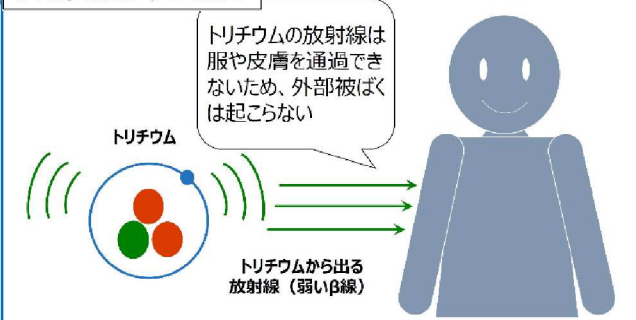 トリチウムの放射線は
服や皮膚を通過でき
ないため、外部被ばく
は起こらない
トリチウム
トリチウムから出る
放射線（弱いβ線）